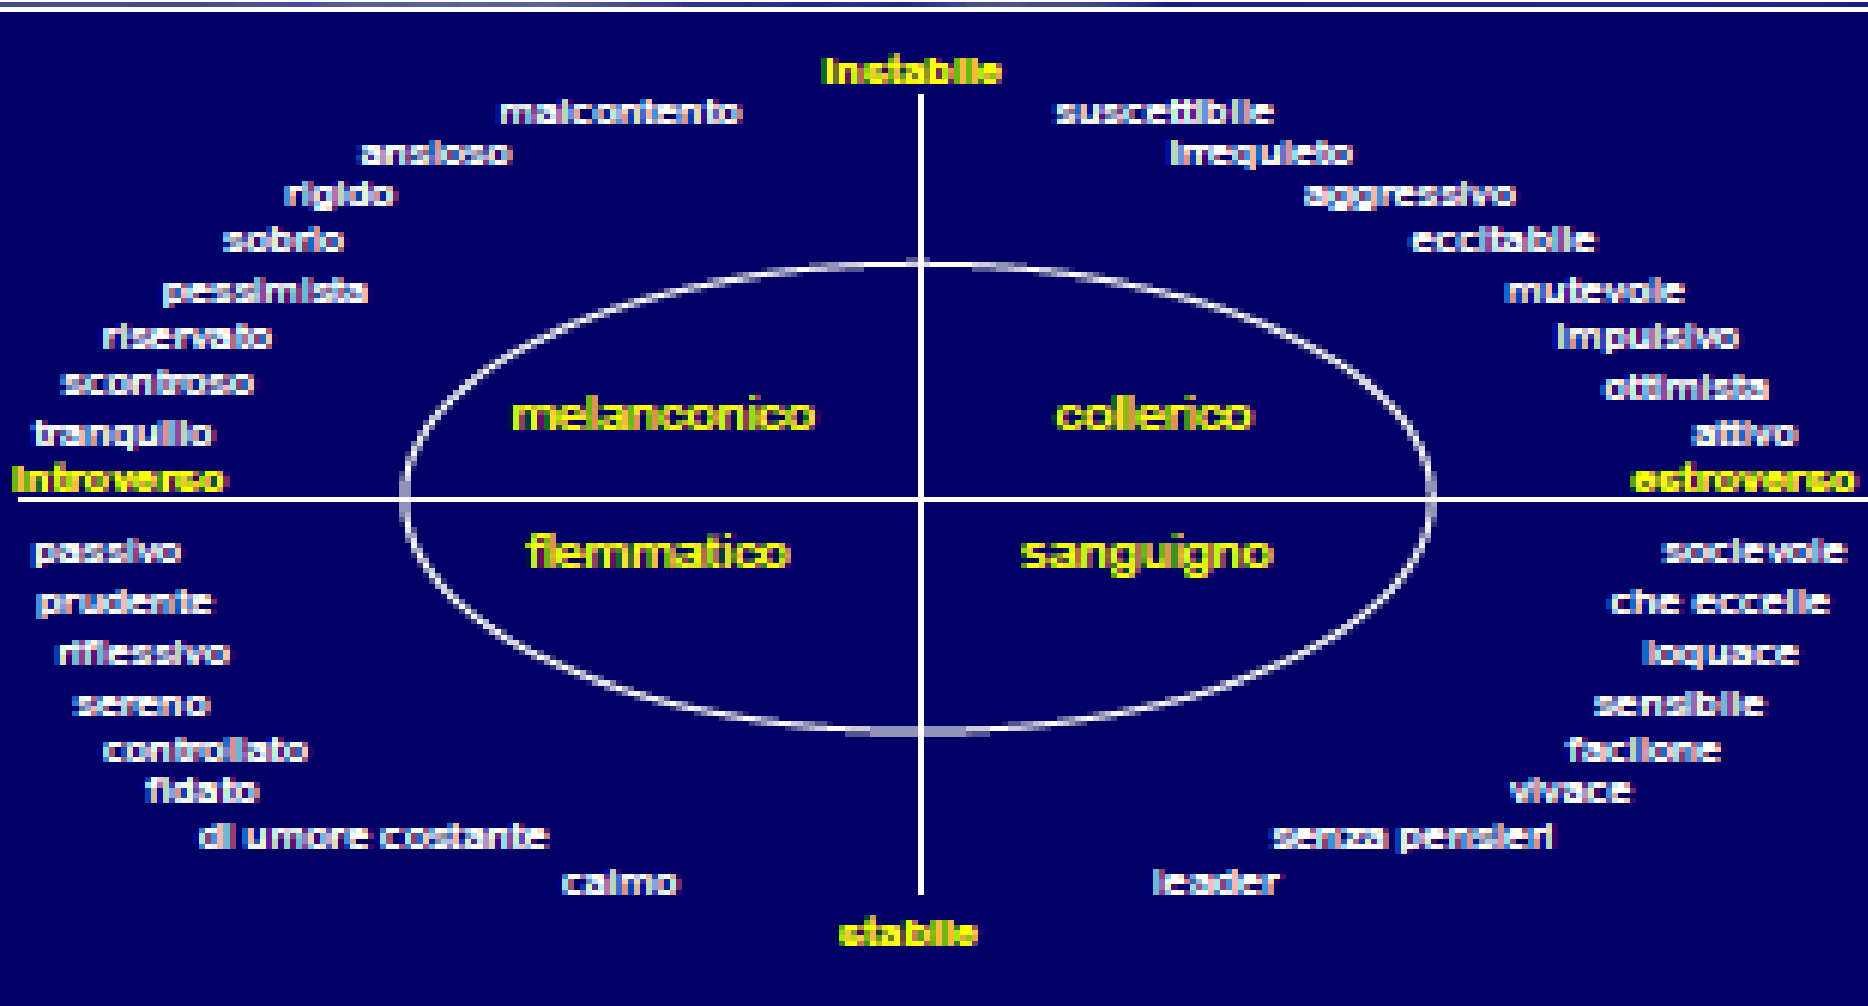 instabile
malcontento suscettibile
ansioso irrequieto
rigido aggressivo
sobrio eccitabile
pessimista mutevole
riservato impulsivo
scontroso ottimista
melanconico collerico
tranquillo attivo
introverso estroverso
passivo flemmatico sanguigno socievole
prudente che eccelle
riflessivo loquace
sereno sensibile
controllato facilone
fidato vivace
di umore costante senza pensieri
calmo leader
stabile